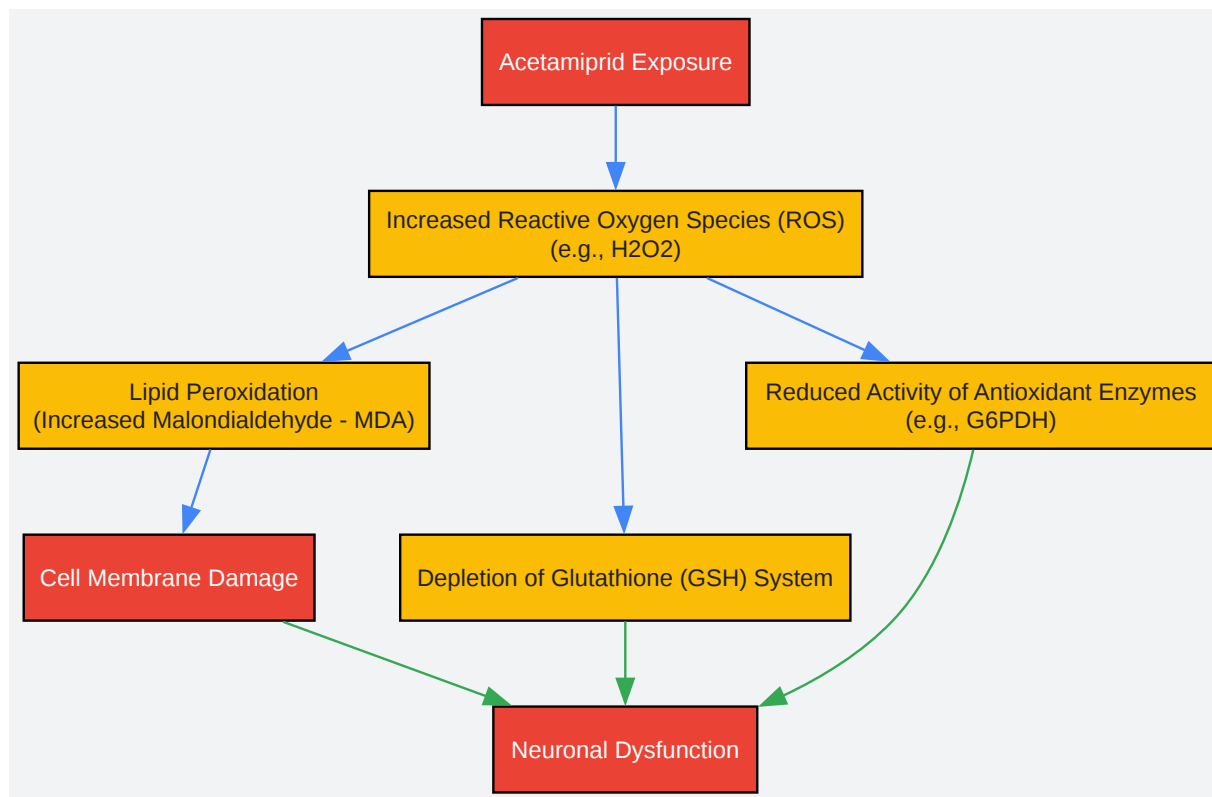 Acetamiprid Exposure
Increased Reactive Oxygen Species (ROS)
(e.g., H2O2)
Lipid Peroxidation
(Increased Malondialdehyde - MDA)
Reduced Activity of Antioxidant Enzymes
(e.g., G6PDH)
Cell Membrane Damage
Depletion of Glutathione (GSH) System
Neuronal Dysfunction